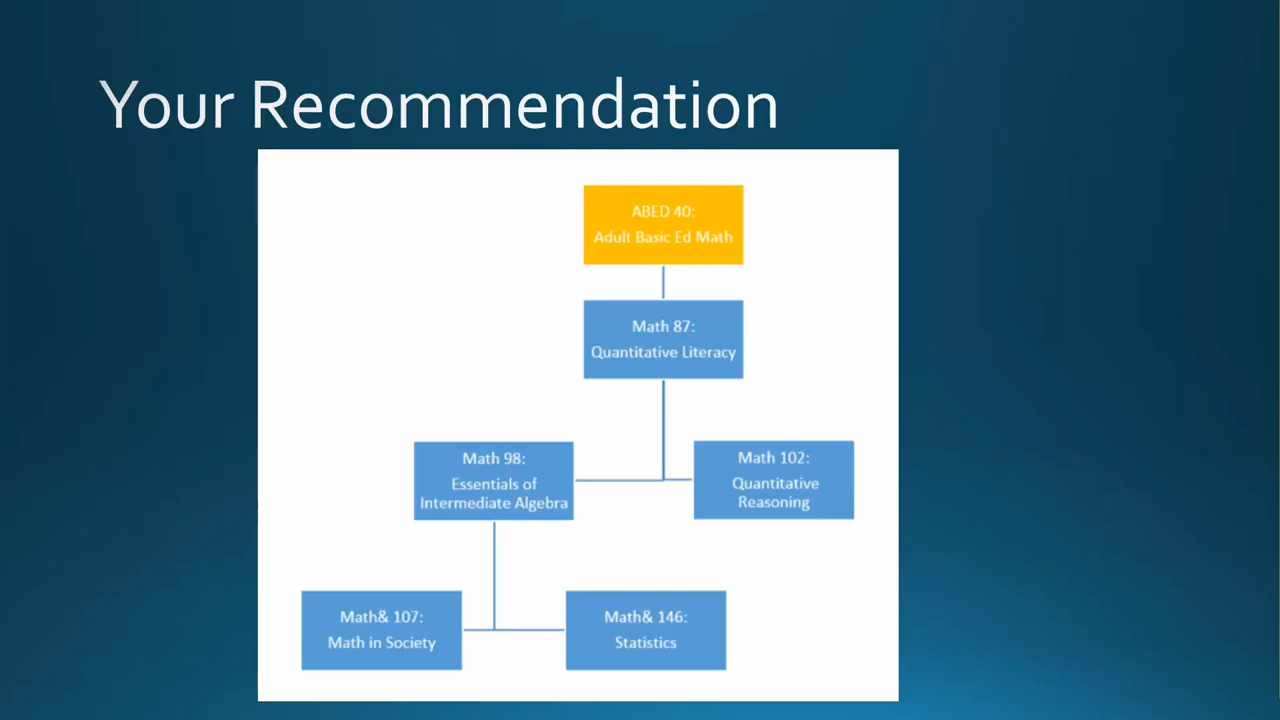 Your Recommendation
ABED 40:
Adult Basic Ed Math
Math 87:
Quantitative Literacy
Math 98:
Essentials of
Intermediate Algebra
Math 102:
Quantitative
Reasoning
Math& 107:
Math in Society
Math& 146:
Statistics